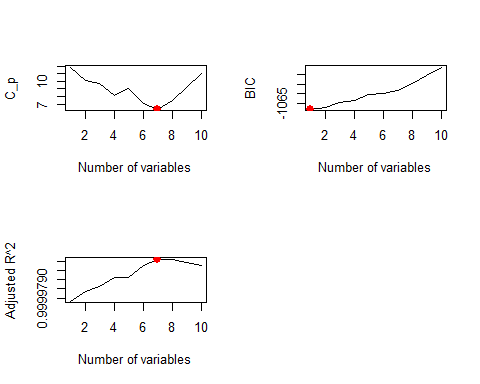 C_p
10
7
2 4 6 8 10
Number of variables
BIC
-1065
2 4 6 8 10
Number of variables
Adjusted R^2
0.9999790
2 4 6 8 10
Number of variables